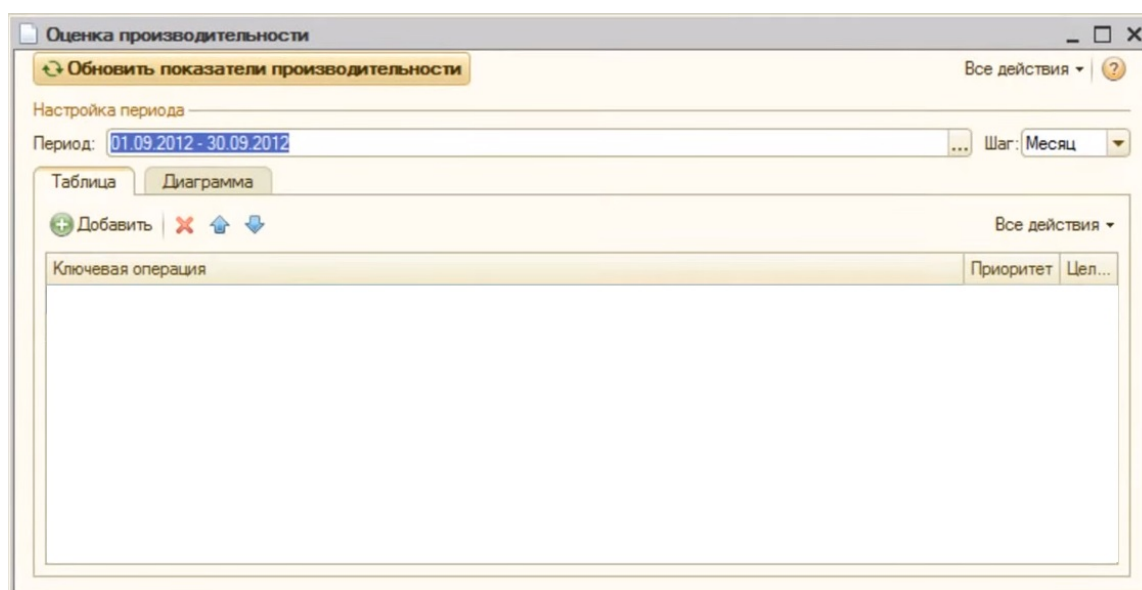 Оценка производительности
Обновить показатели производительности Все действия ?
Настройка периода
Период: 01.09.2012 - 30.09.2012 ... Шаг: Месяц
Таблица Диаграмма
Добавить Все действия
Ключевая операция Приоритет Цел...